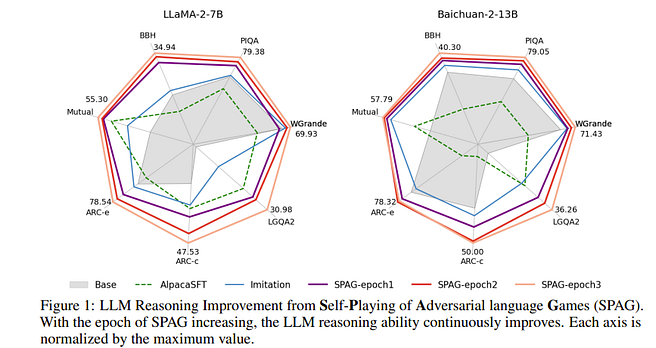 LLaMA-2-7B
BBH
34.94
PIQA
79.38
55.30
Mutual
WGrande
69.93
78.54
ARC-e
30.98
LGQA2
47.53
ARC-c
Baichuan-2-13B
BBH
40.30
PIQA
79.05
57.79
Mutual
WGrande
71.43
78.32
ARC-e
36.26
LGQA2
50.00
ARC-c
Base AlpacaSFT Imitation SPAG-epoch1 SPAG-epoch2 SPAG-epoch3
Figure 1: LLM Reasoning Improvement from Self-Playing of Adversarial language Games (SPAG).
With the epoch of SPAG increasing, the LLM reasoning ability continuously improves. Each axis is
normalized by the maximum value.